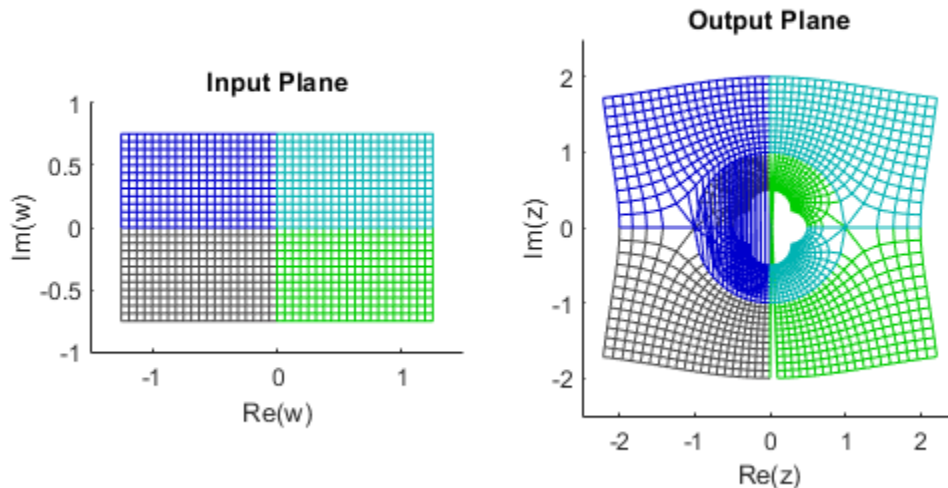 Input Plane
1
0.5
0
-0.5
-1
Im(w)
-1 0 1
Re(w)
Output Plane
2
1
0
-1
-2
Im(z)
-2 -1 0 1 2
Re(z)